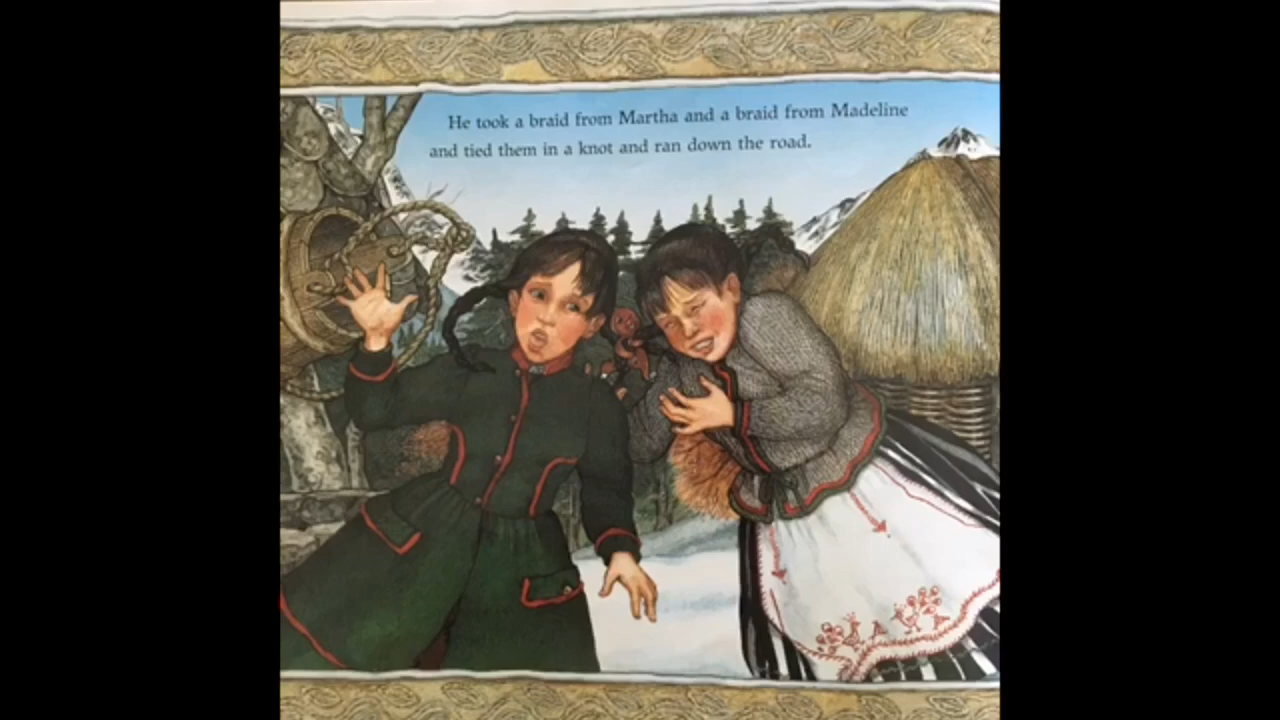 He took a braid from Martha and a braid from Madeline
and tied them in a knot and ran down the road.